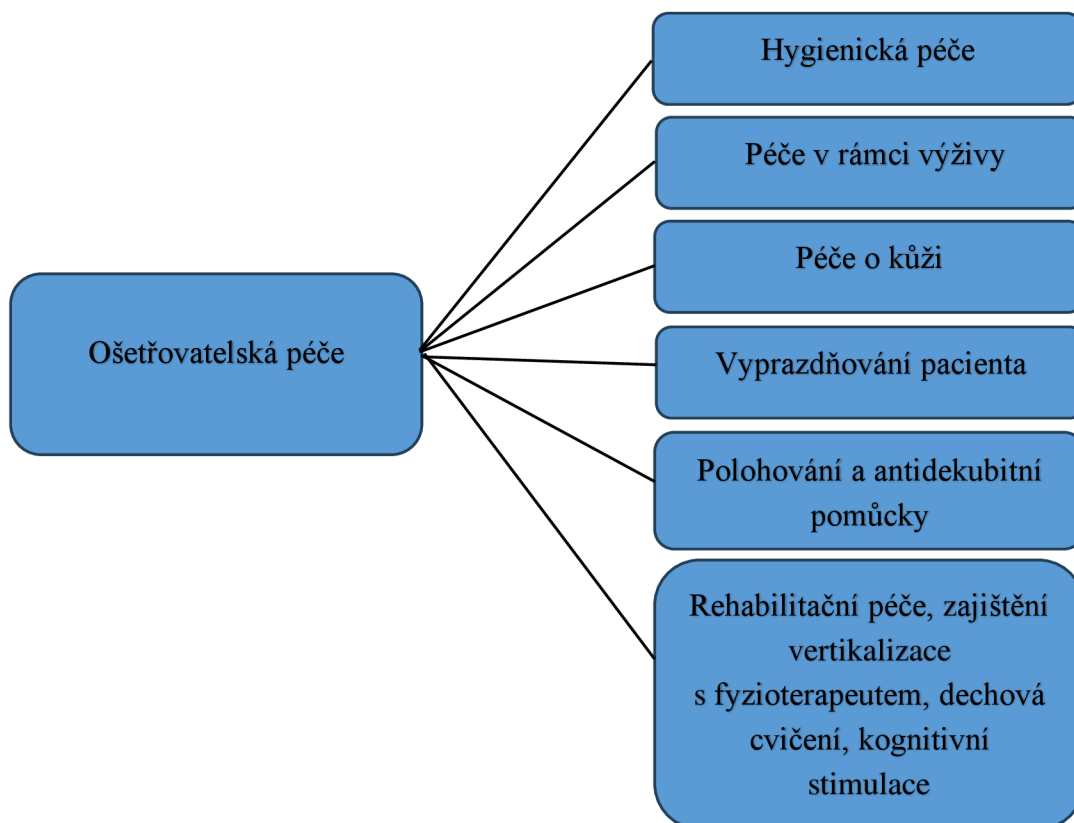 Hygienická péče
Péče v rámci výživy
Péče o kůži
Ošetřovatelská péče
Vyprazdňování pacienta
Polohování a antidekubitní
pomůcky
Rehabilitační péče, zajištění
vertikalizace
s fyzioterapeutem, dechová
cvičení, kognitivní
stimulace